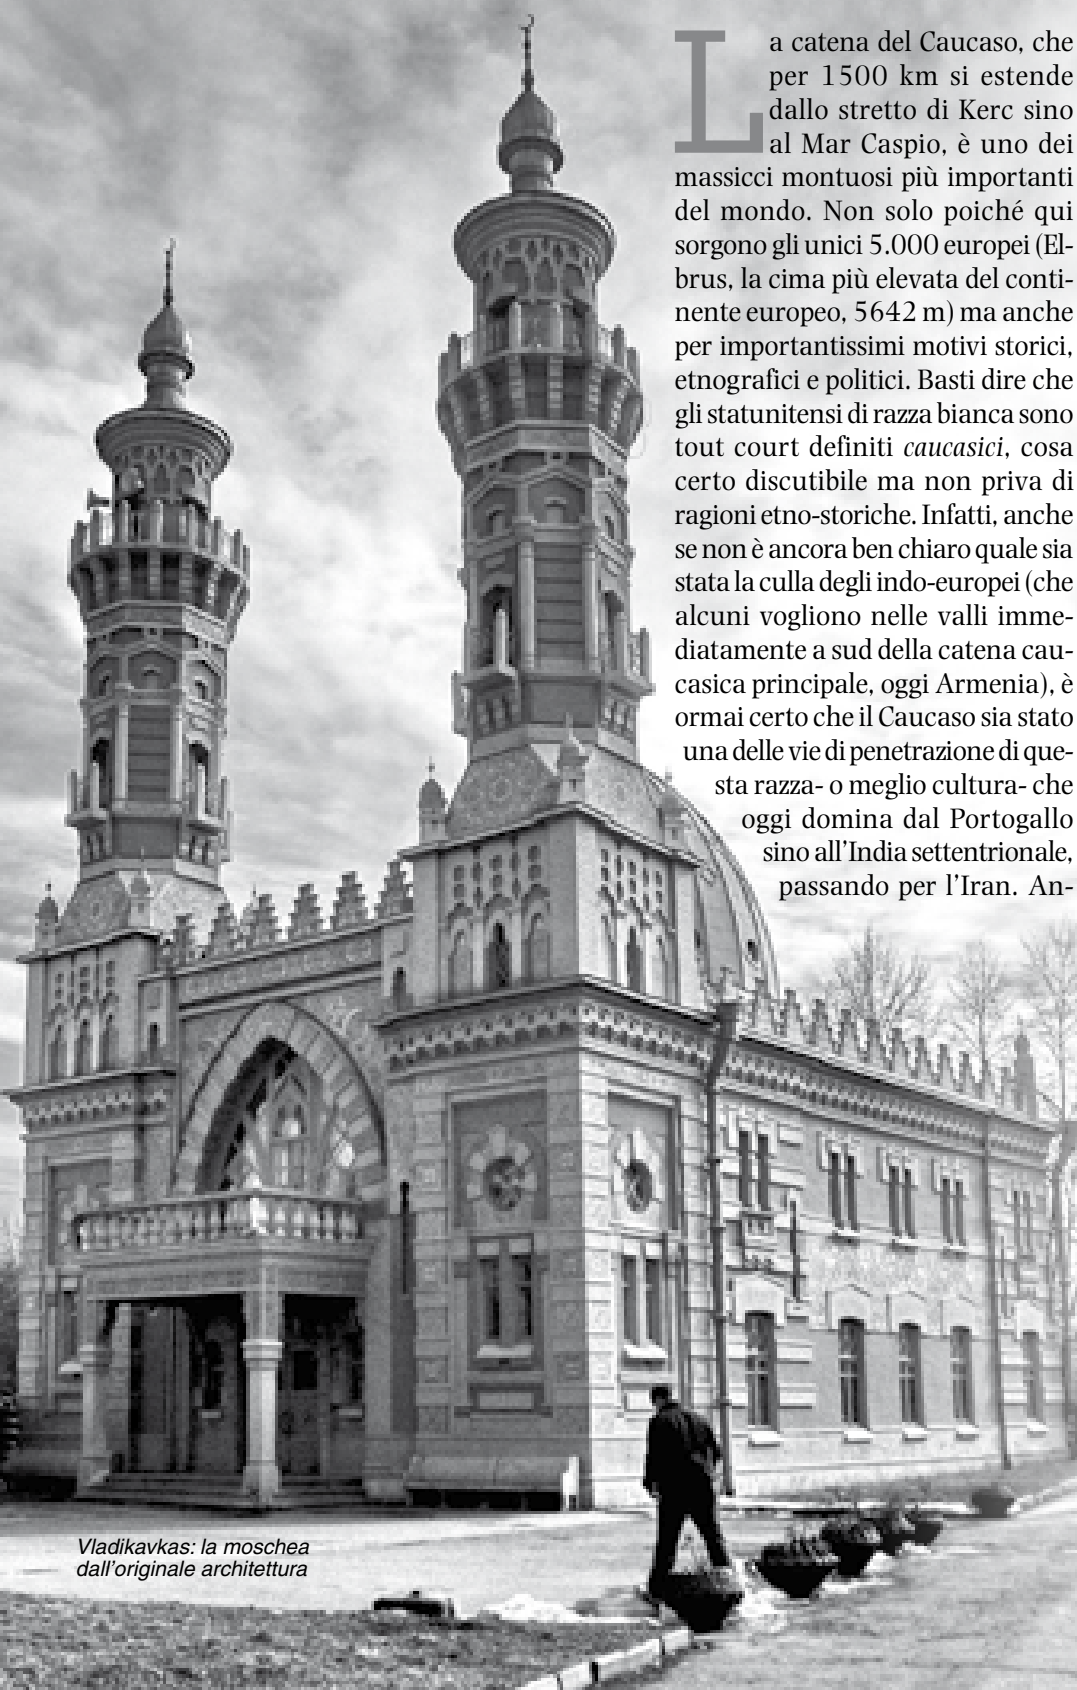 La catena del Caucaso, che
per 1500 km si estende
dallo stretto di Kerc sino
al Mar Caspio, è uno dei
massicci montuosi più importanti
del mondo. Non solo poiché qui
sorgono gli unici 5.000 europei (El-
brus, la cima più elevata del conti-
nente europeo, 5642 m) ma anche
per importantissimi motivi storici,
etnografici e politici. Basti dire che
gli statunitensi di razza bianca sono
tout court definiti caucasici, cosa
certo discutibile ma non priva di
ragioni etno-storiche. Infatti, anche
se non è ancora ben chiaro quale sia
stata la culla degli indo-europei (che
alcuni vogliono nelle valli imme-
diatamente a sud della catena cau-
casica principale, oggi Armenia), è
ormai certo che il Caucaso sia stato
una delle vie di penetrazione di que-
sta razza- o meglio cultura- che
oggi domina dal Portogallo
sino all'India settentrionale,
passando per l'Iran. An-
Vladikavkas: la moschea
dall'originale architettura